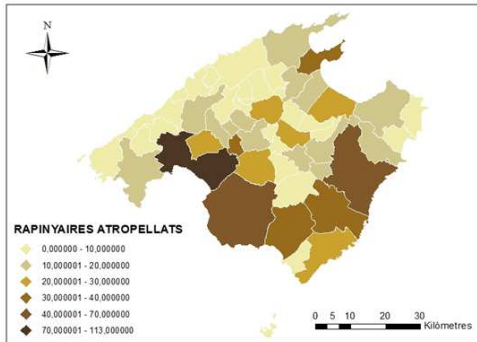 N
RAPINYAIRES ATROPELLATS
0,000000 - 10,000000
10,000001 - 20,000000
20,000001 - 30,000000
30,000001 - 40,000000
40,000001 - 70,000000
70,000001 - 113,000000
0 5 10 20 30
Kilòmetres